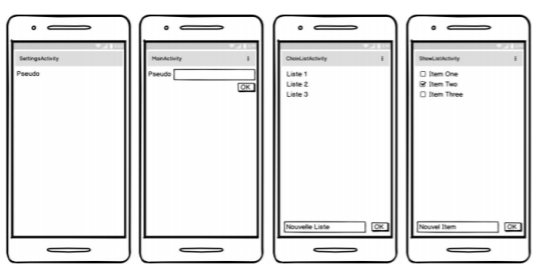 SettingsActivity
Pseudo
MainActivity
Pseudo
OK
ChoixListActivity
Liste 1
Liste 2
Liste 3
Nouvelle Liste
OK
ShowListActivity
Item One
Item Two
Item Three
Nouvel Item
OK